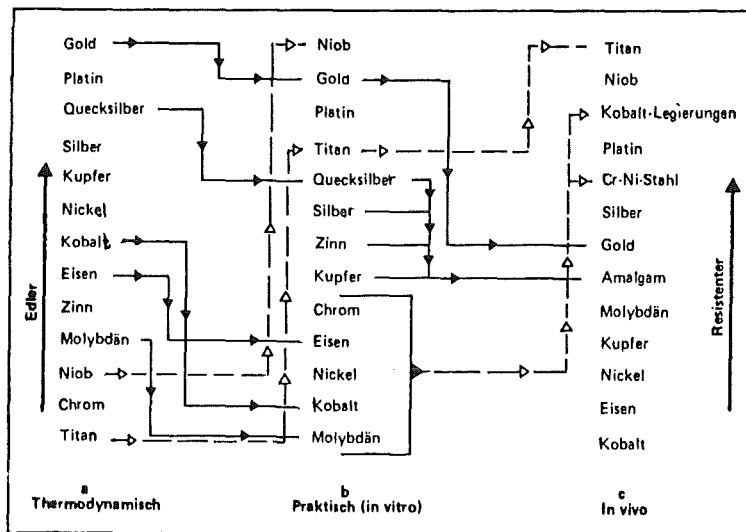 Gold
Platin
Quecksilber
Silber
Kupfer
Nickel
Kobalt
Eisen
Zinn
Molybdän
Niob
Chrom
Titan
Edler
a
Thermodynamisch
Niob
Gold
Platin
Titan
Quecksilber
Silber
Zinn
Kupfer
Chrom
Eisen
Nickel
Kobalt
Molybdän
b
Praktisch (in vitro)
Titan
Niob
Kobalt-Legierungen
Platin
Cr-Ni-Stahl
Silber
Gold
Amalgam
Molybdän
Kupfer
Nickel
Eisen
Kobalt
Resistenter
c
In vivo